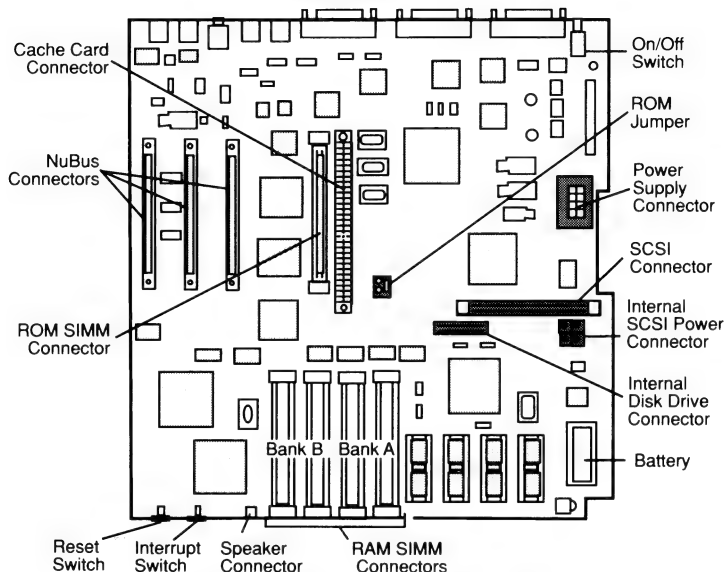 Cache Card
Connector
NuBus
Connectors
ROM SIMM
Connector
On/Off
Switch
ROM
Jumper
Power
Supply
Connector
SCSI
Connector
Internal
SCSI Power
Connector
Internal
Disk Drive
Connector
Battery
Bank B
Bank A
Reset
Switch
Interrupt
Switch
Speaker
Connector
RAM SIMM
Connectors